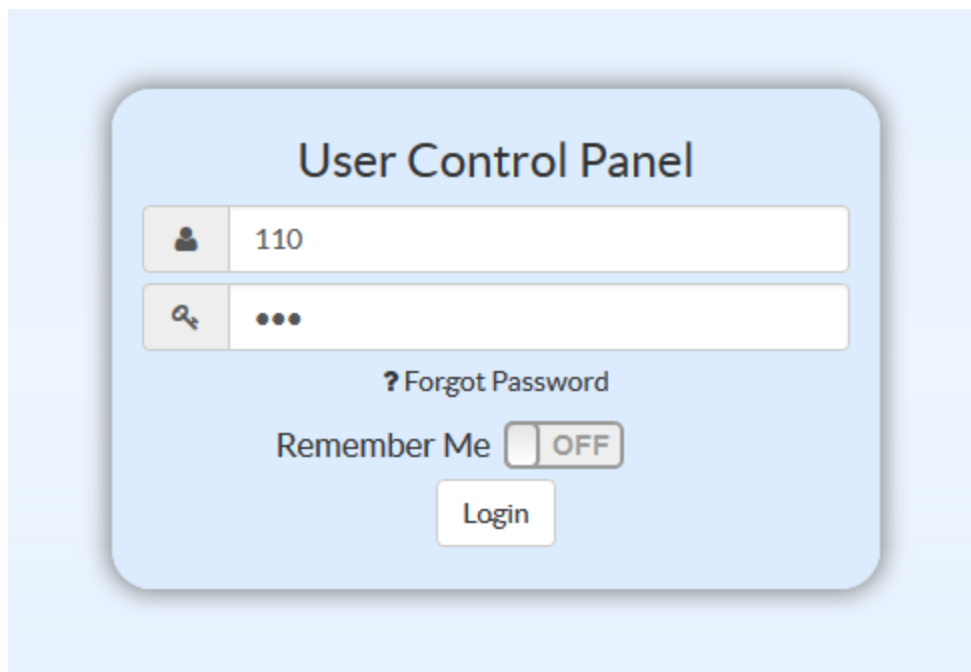 User Control Panel
110
•••
? Forgot Password
Remember Me OFF
Login